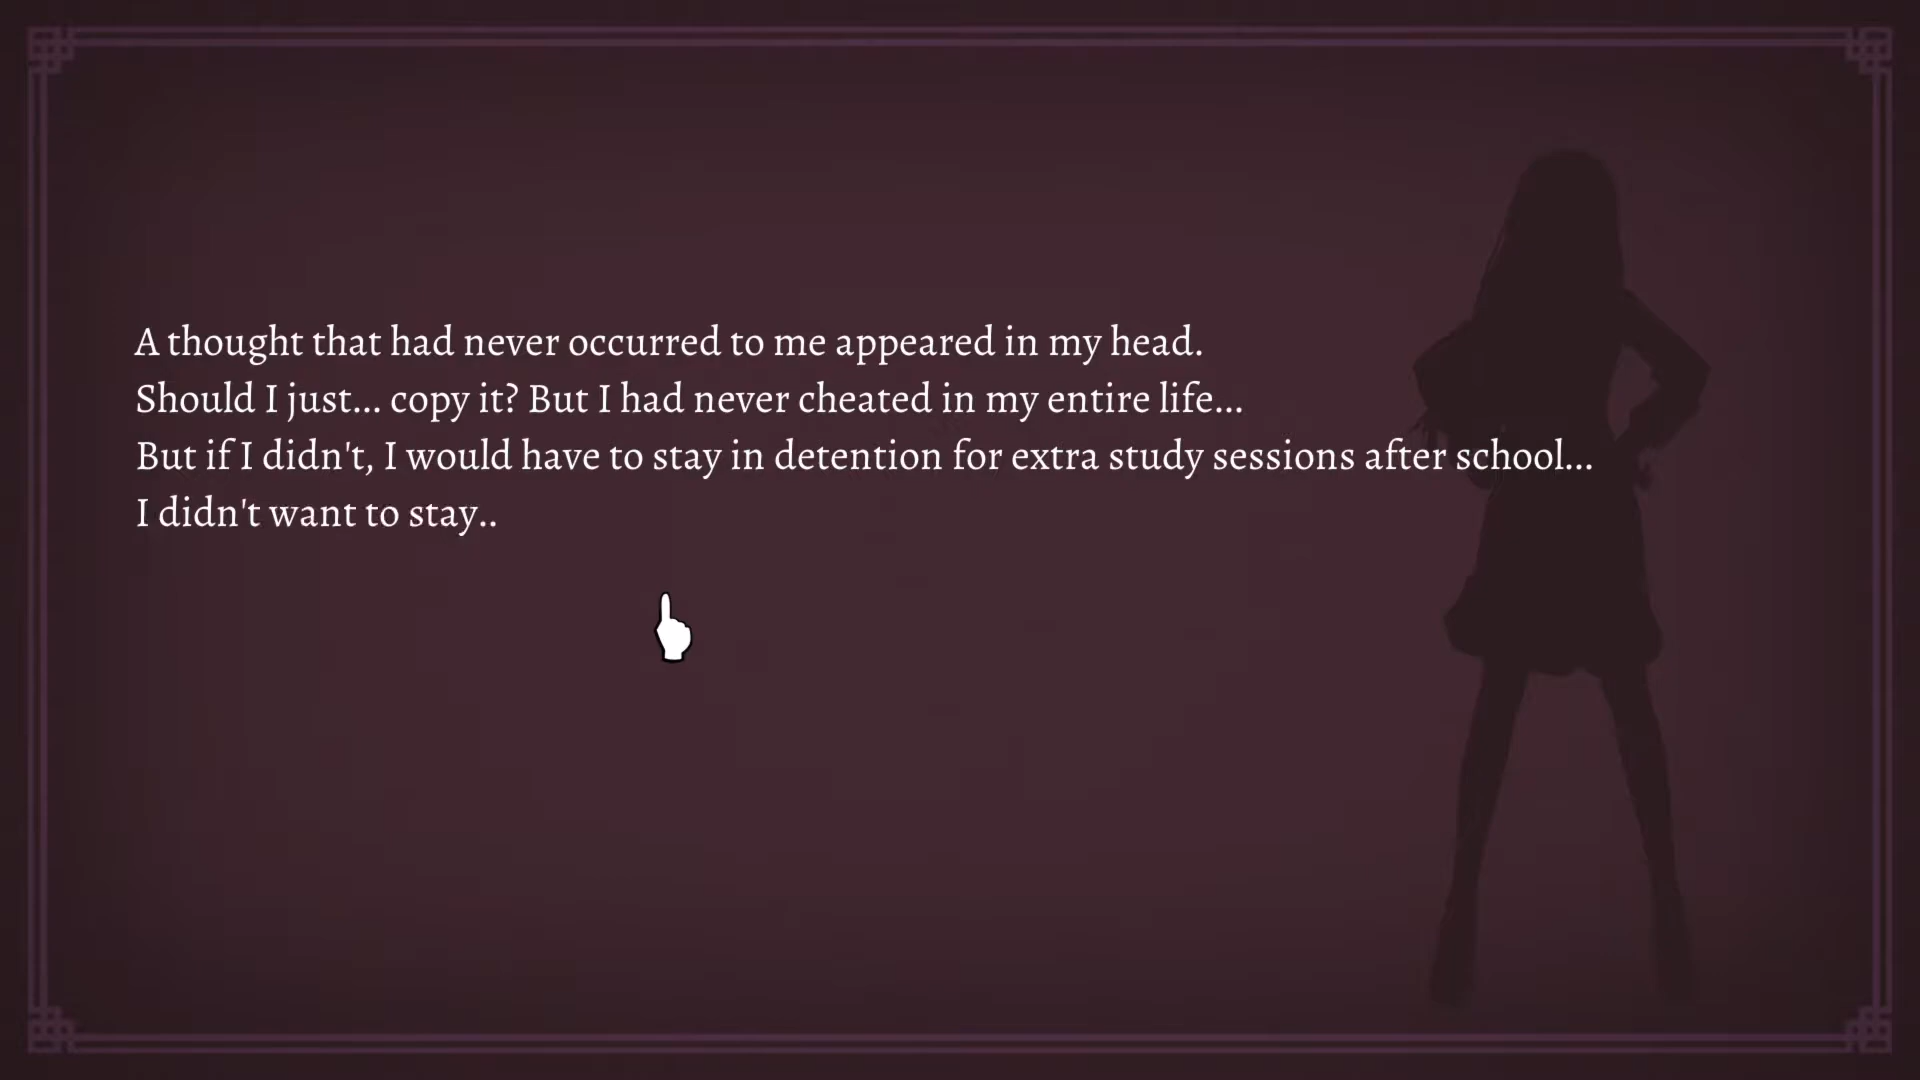 A thought that had never occurred to me appeared in my head.
Should I just... copy it? But I had never cheated in my entire life...
But if I didn't, I would have to stay in detention for extra study sessions after school...
I didn't want to stay..